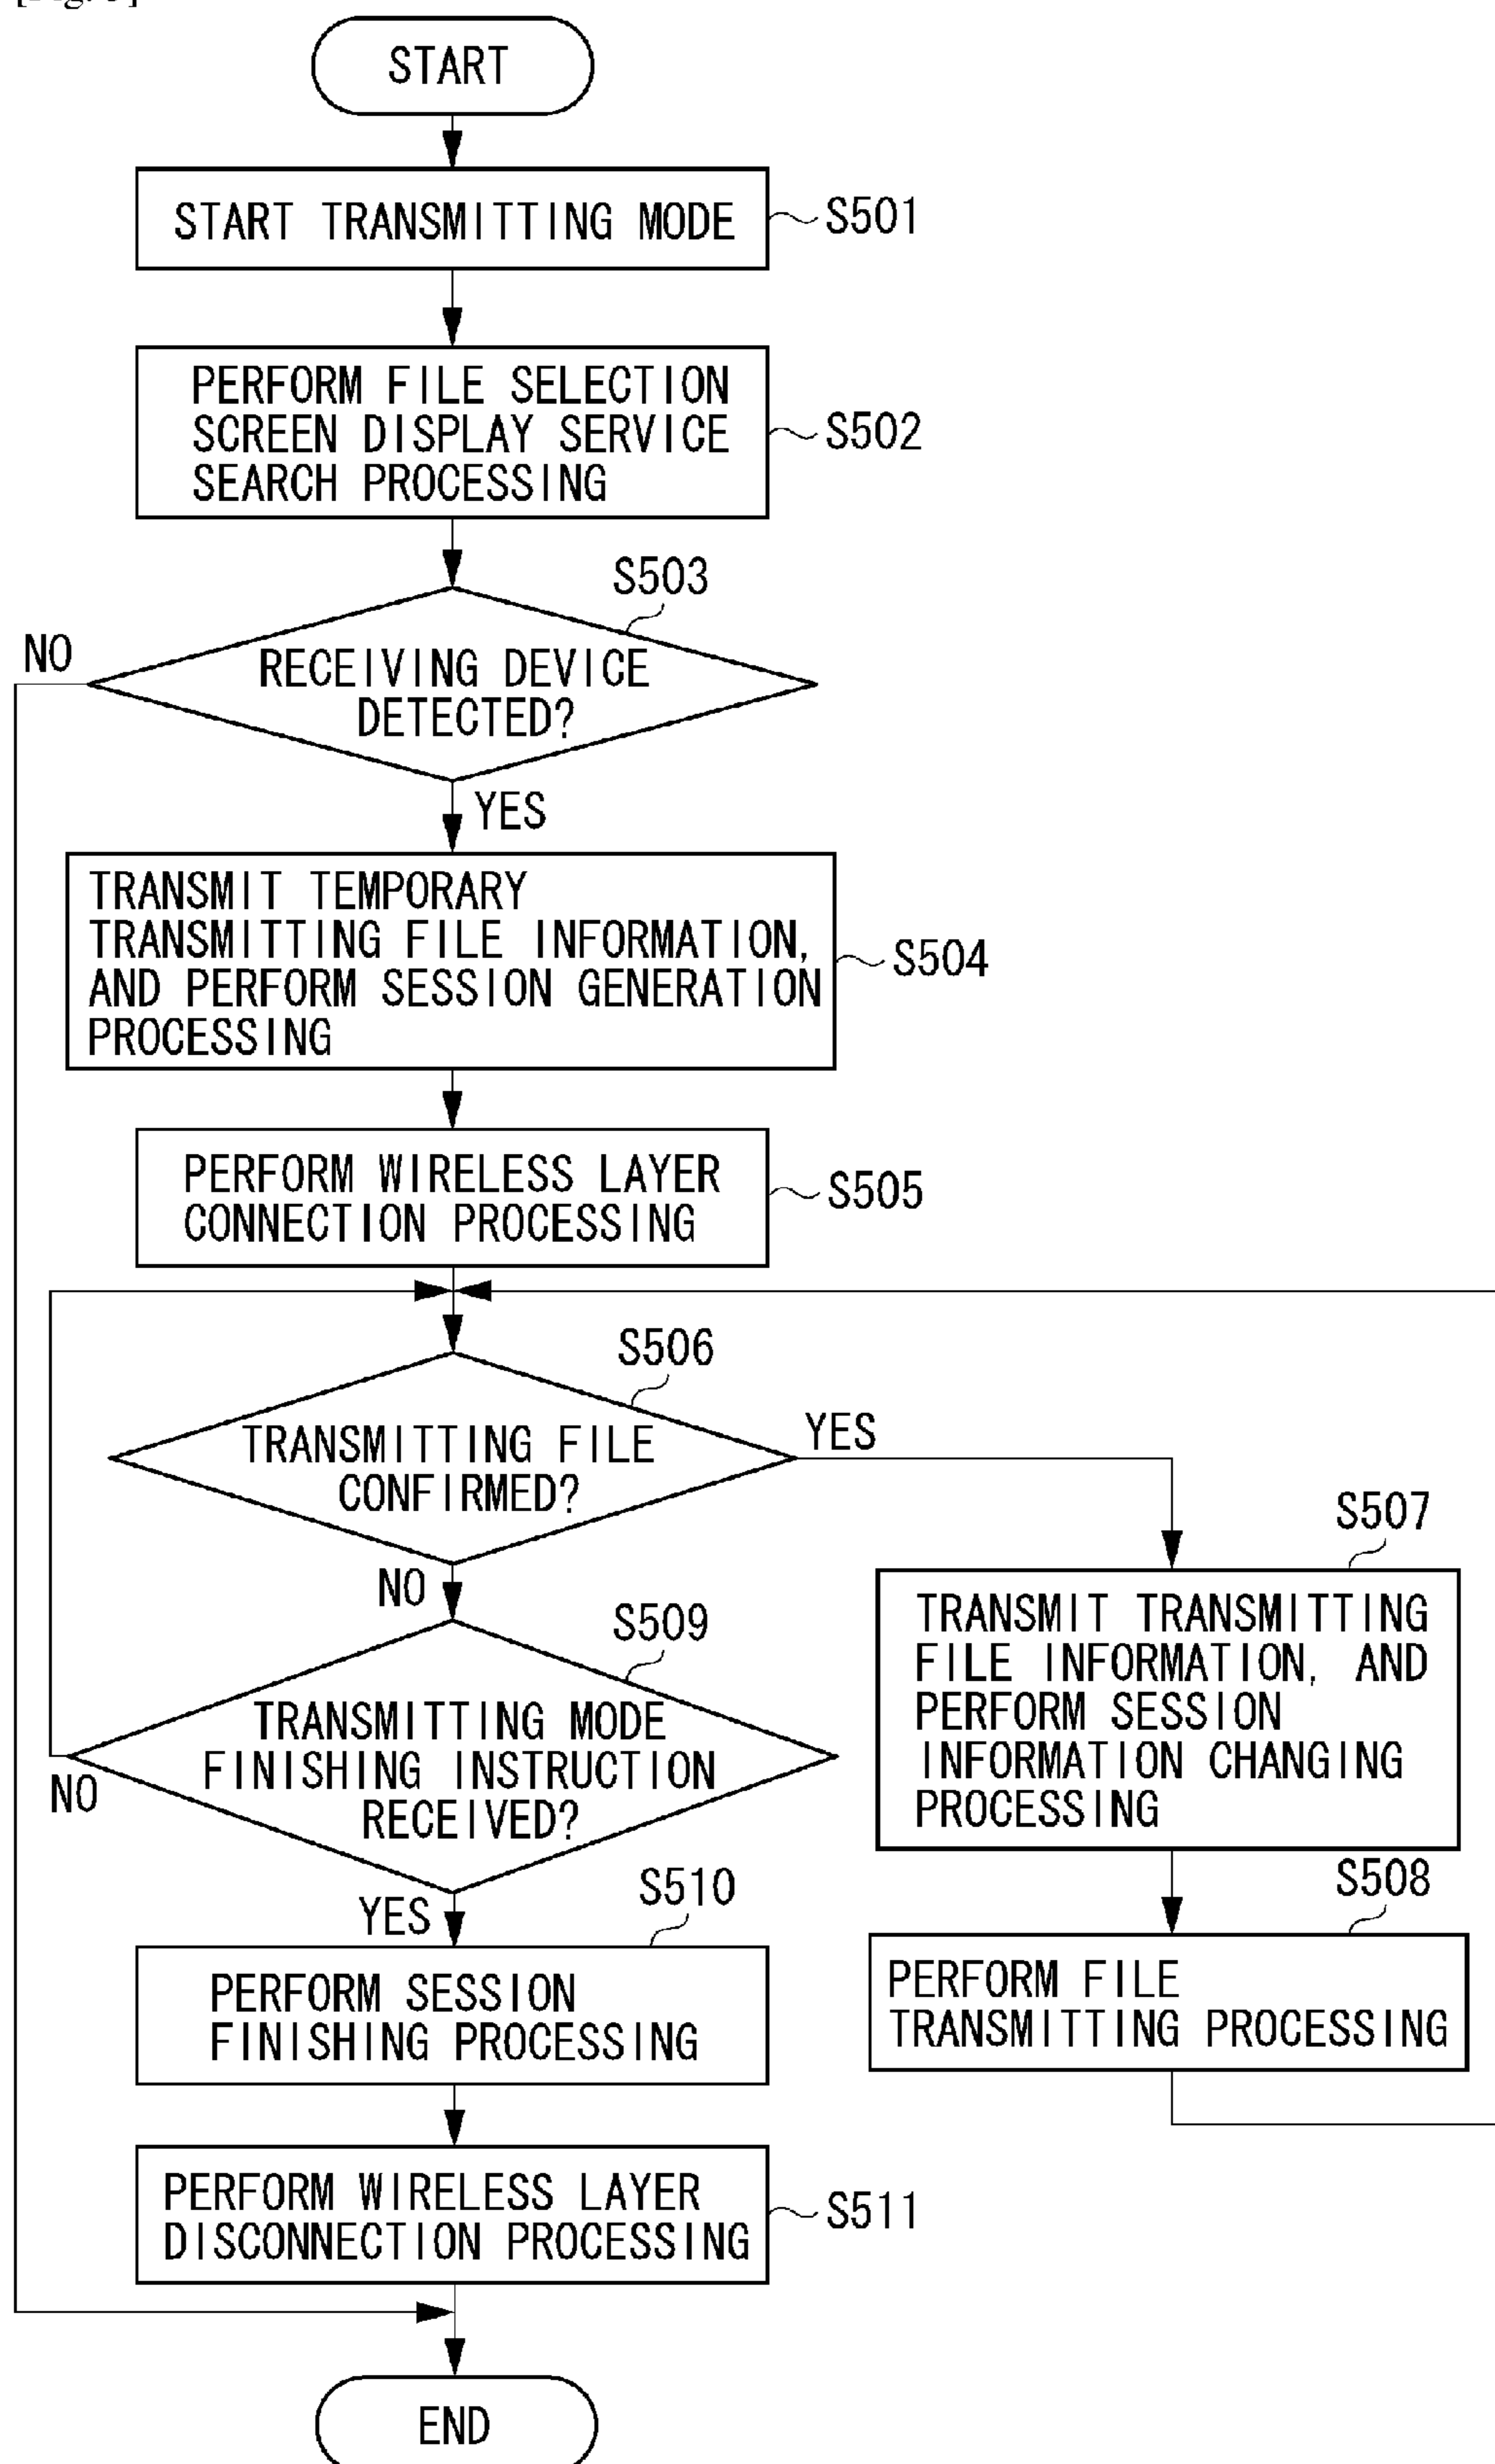 START
START TRANSMITTING MODE
S501
PERFORM FILE SELECTION
SCREEN DISPLAY SERVICE
SEARCH PROCESSING
S502
S503
NO
RECEIVING DEVICE
DETECTED?
YES
TRANSMIT TEMPORARY
TRANSMITTING FILE INFORMATION,
AND PERFORM SESSION GENERATION
PROCESSING
S504
PERFORM WIRELESS LAYER
CONNECTION PROCESSING
S505
S506
TRANSMITTING FILE
CONFIRMED?
YES
NO
S507
TRANSMIT TRANSMITTING
FILE INFORMATION, AND
PERFORM SESSION
INFORMATION CHANGING
PROCESSING
S509
TRANSMITTING MODE
FINISHING INSTRUCTION
RECEIVED?
NO
YES
S508
PERFORM FILE
TRANSMITTING PROCESSING
S510
PERFORM SESSION
FINISHING PROCESSING
PERFORM WIRELESS LAYER
DISCONNECTION PROCESSING
S511
END